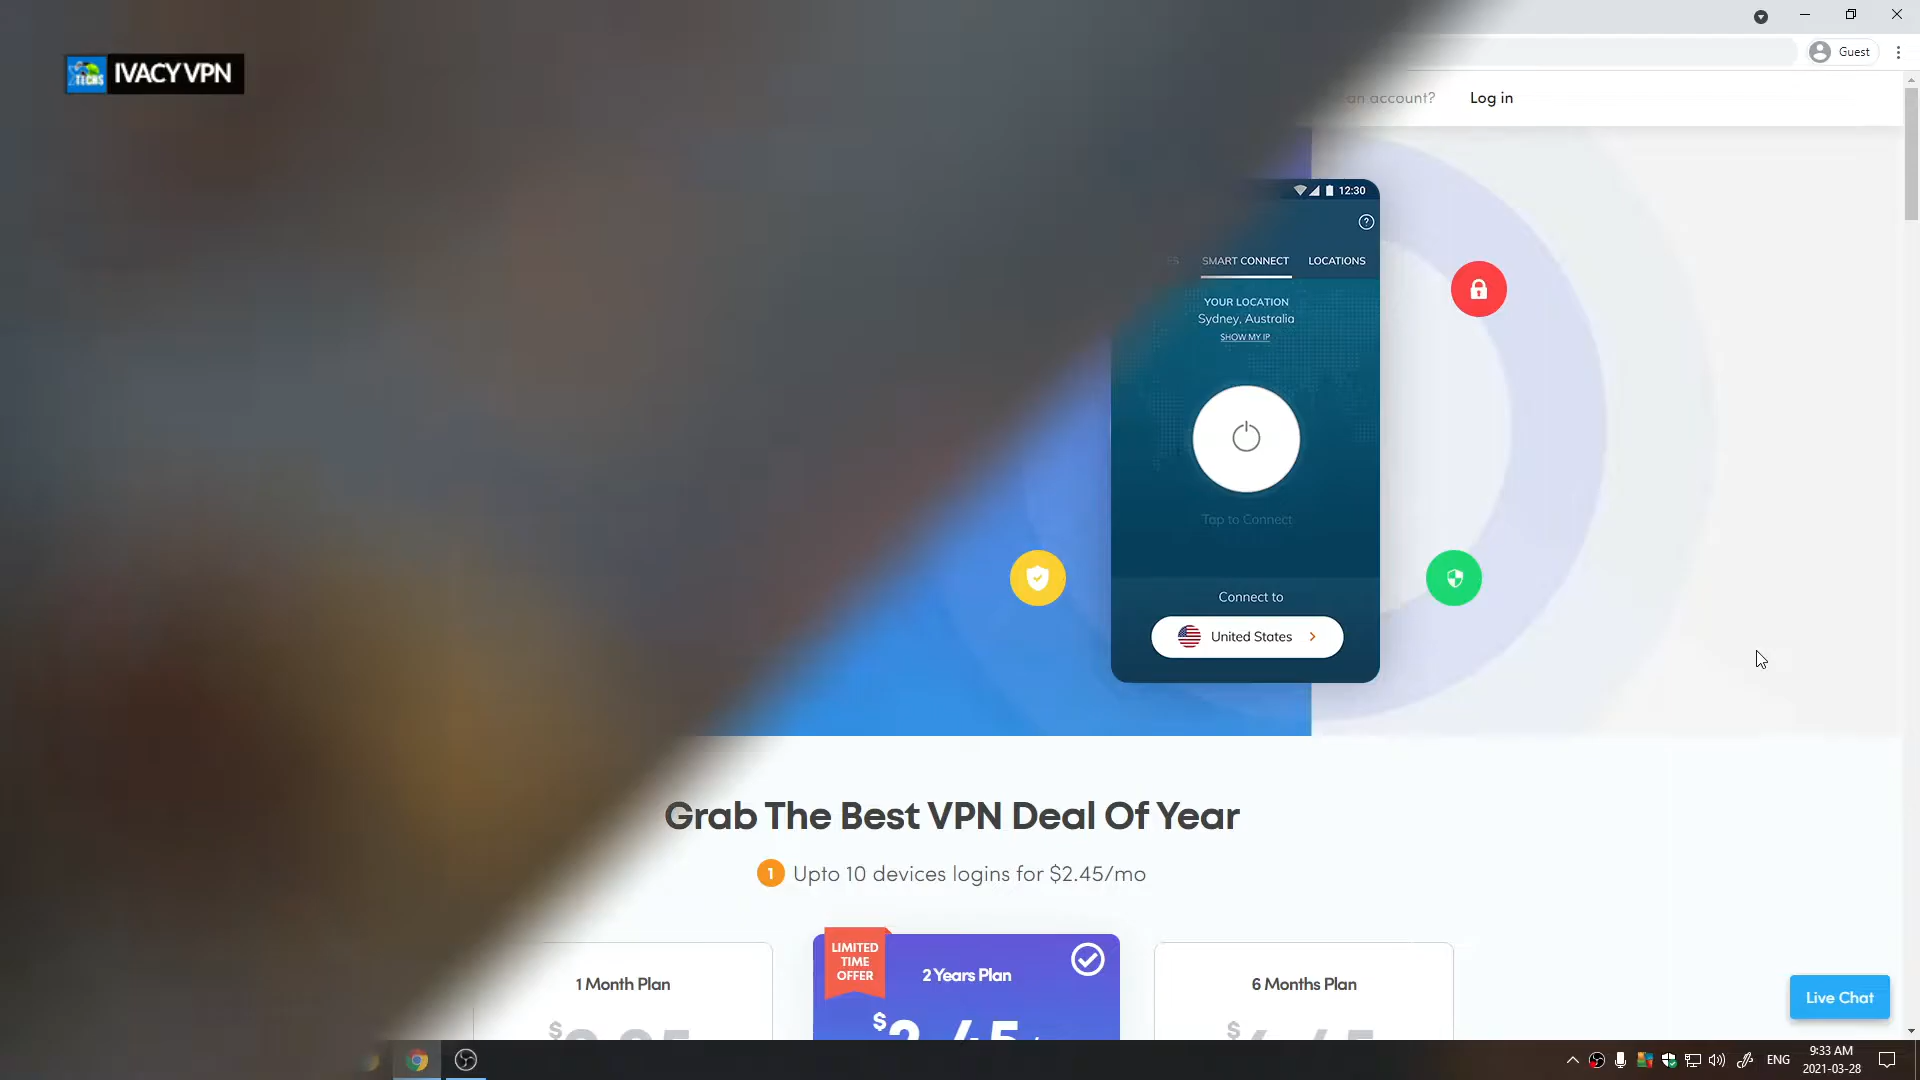 TECHS IVACY VPN
Guest
an account? Log in
12:30
SMART CONNECT LOCATIONS
YOUR LOCATION
Sydney, Australia
SHOW MY IP
Tap to Connect
Connect to
United States
Grab The Best VPN Deal Of Year
1 Upto 10 devices logins for $2.45/mo
LIMITED
TIME
OFFER
1 Month Plan
2 Years Plan
6 Months Plan
$
$2.45/
$
Live Chat
ENG
9:33 AM
2021-03-28